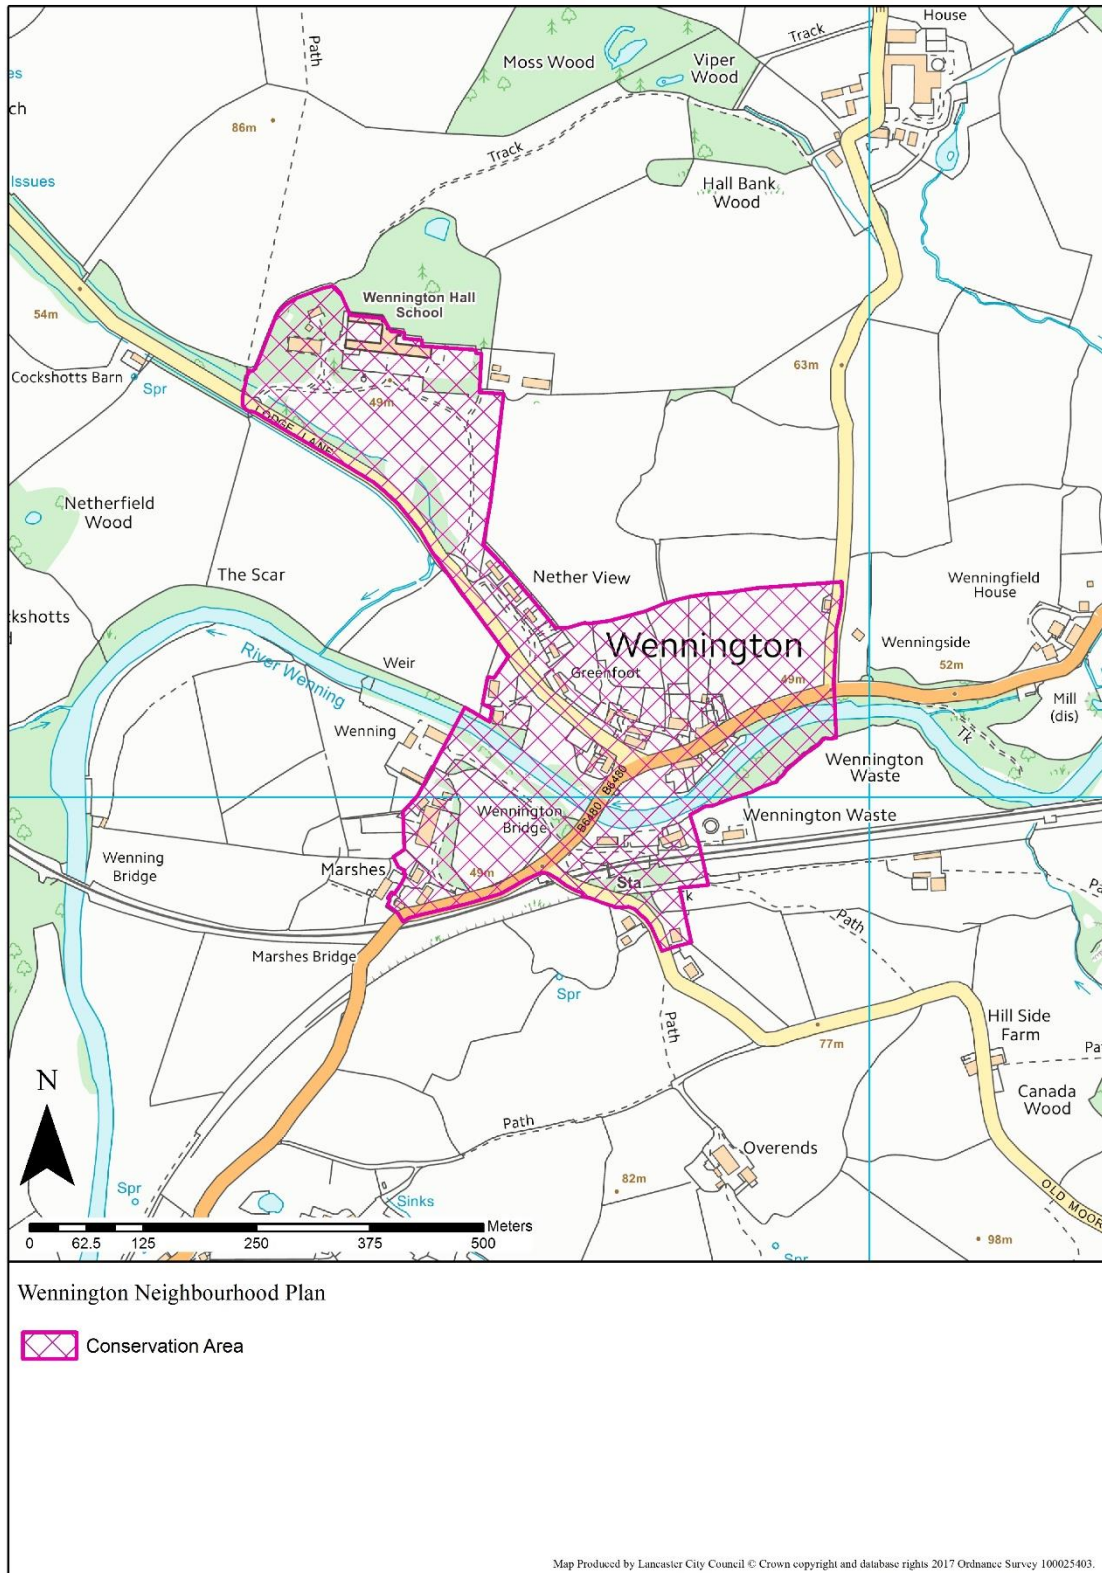 House
Track
Path
Moss Wood
Viper
Wood
es
ch
86m
Track
Issues
Hall Bank
Wood
Wennington Hall
School
54m
63m
Cockshotts Barn
Spr
49m
LODGE LANE
Netherfield
Wood
The Scar
Nether View
Wenningfield
House
ckshotts
Wennington
Wenningside
River Wenning
Weir
Greenfoot
52m
49m
Mill
(dis)
Wenning
Tk
Wennington
Waste
B6480
B6480
Wennington
Bridge
Wennington Waste
Wenning
Bridge
Marshes
49m
Sta
k
Path
Marshes Bridge
Spr
Path
77m
Hill Side
Farm
Canada
Wood
Path
Overends
N
Spr
Sinks
82m
OLD MOOR
98m
Spr
Meters
0 62.5 125 250 375 500
Wennington Neighbourhood Plan
Conservation Area
Map Produced by Lancaster City Council © Crown copyright and database rights 2017 Ordnance Survey 100025403.